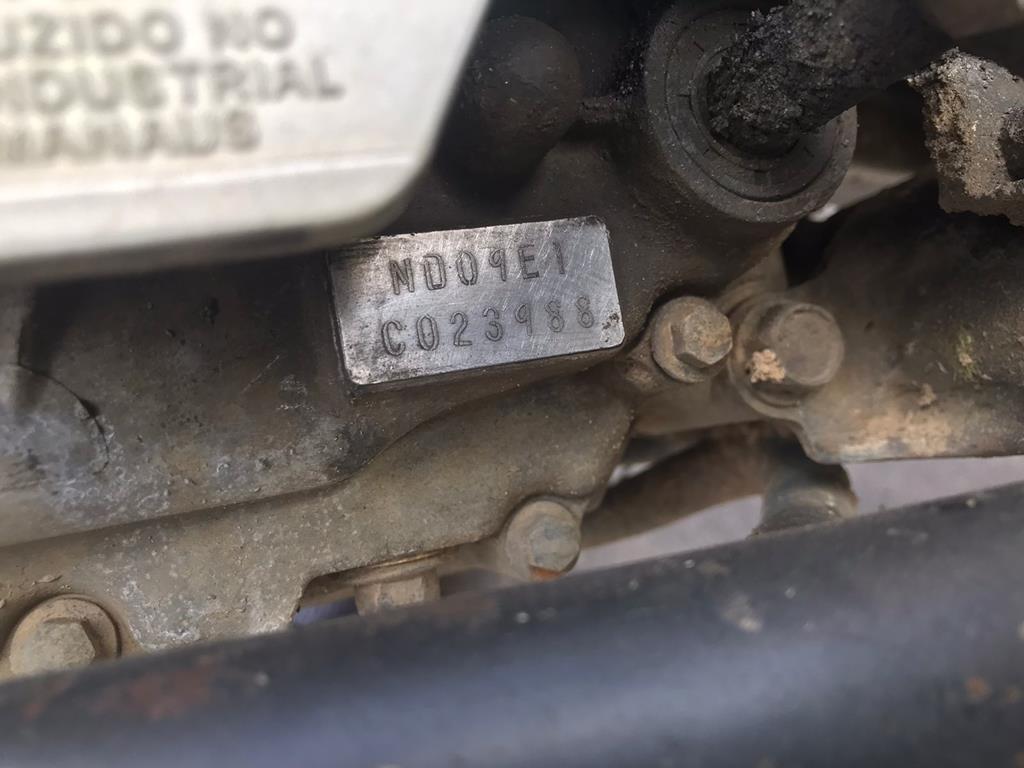 UZIDO NO
NDUSTRIAL
MANAUS
ND09E1
C023988